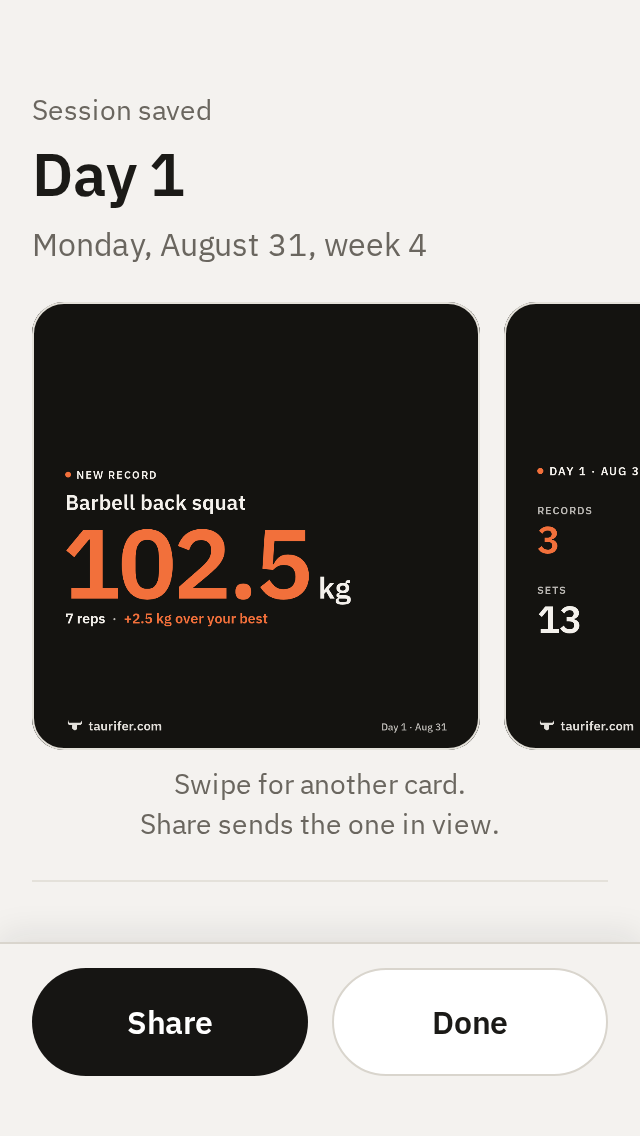 Session saved
Day 1
Monday, August 31, week 4
NEW RECORD
Barbell back squat
102.5 kg
7 reps · +2.5 kg over your best
taurifer.com
Day 1 · Aug 31
DAY 1 · AUG 3
RECORDS
3
SETS
13
taurifer.com
Swipe for another card.
Share sends the one in view.
Share
Done